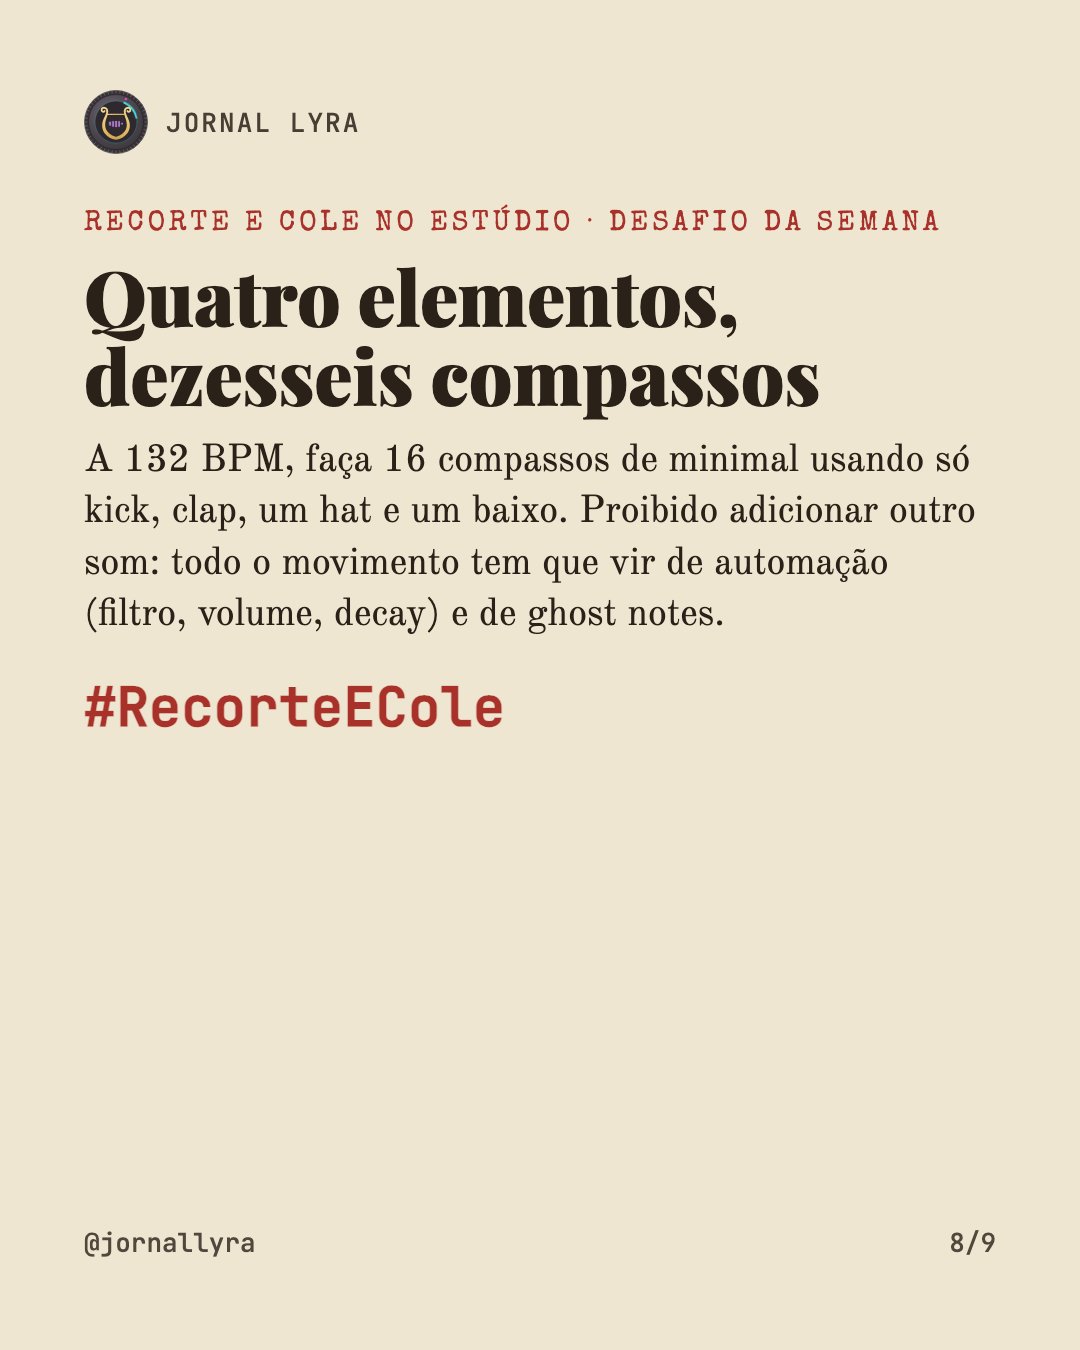 JORNAL LYRA
RECORTE E COLE NO ESTÚDIO · DESAFIO DA SEMANA
Quatro elementos,
dezesseis compassos
A 132 BPM, faça 16 compassos de minimal usando só
kick, clap, um hat e um baixo. Proibido adicionar outro
som: todo o movimento tem que vir de automação
(filtro, volume, decay) e de ghost notes.
#RecorteECole
@jornallyra
8/9